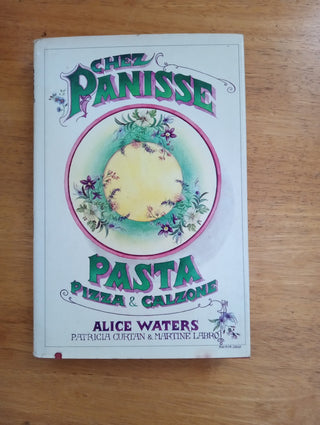 CHEZ
PANISSE
PASTA
PIZZA & CALZONE
ALICE WATERS
PATRICIA CURTAN & MARTINE LABRO